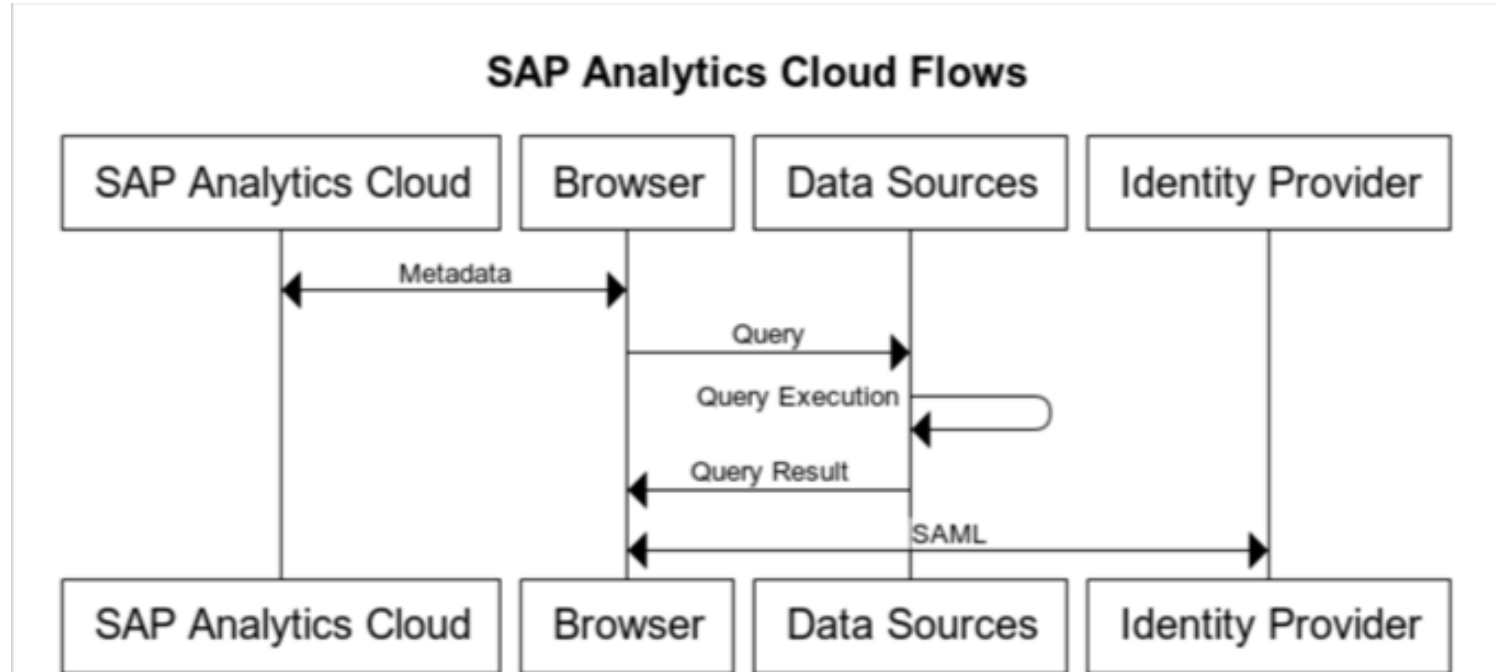 SAP Analytics Cloud Flows
SAP Analytics Cloud
Browser
Data Sources
Identity Provider
Metadata
Query
Query Execution
Query Result
SAML
SAP Analytics Cloud
Browser
Data Sources
Identity Provider